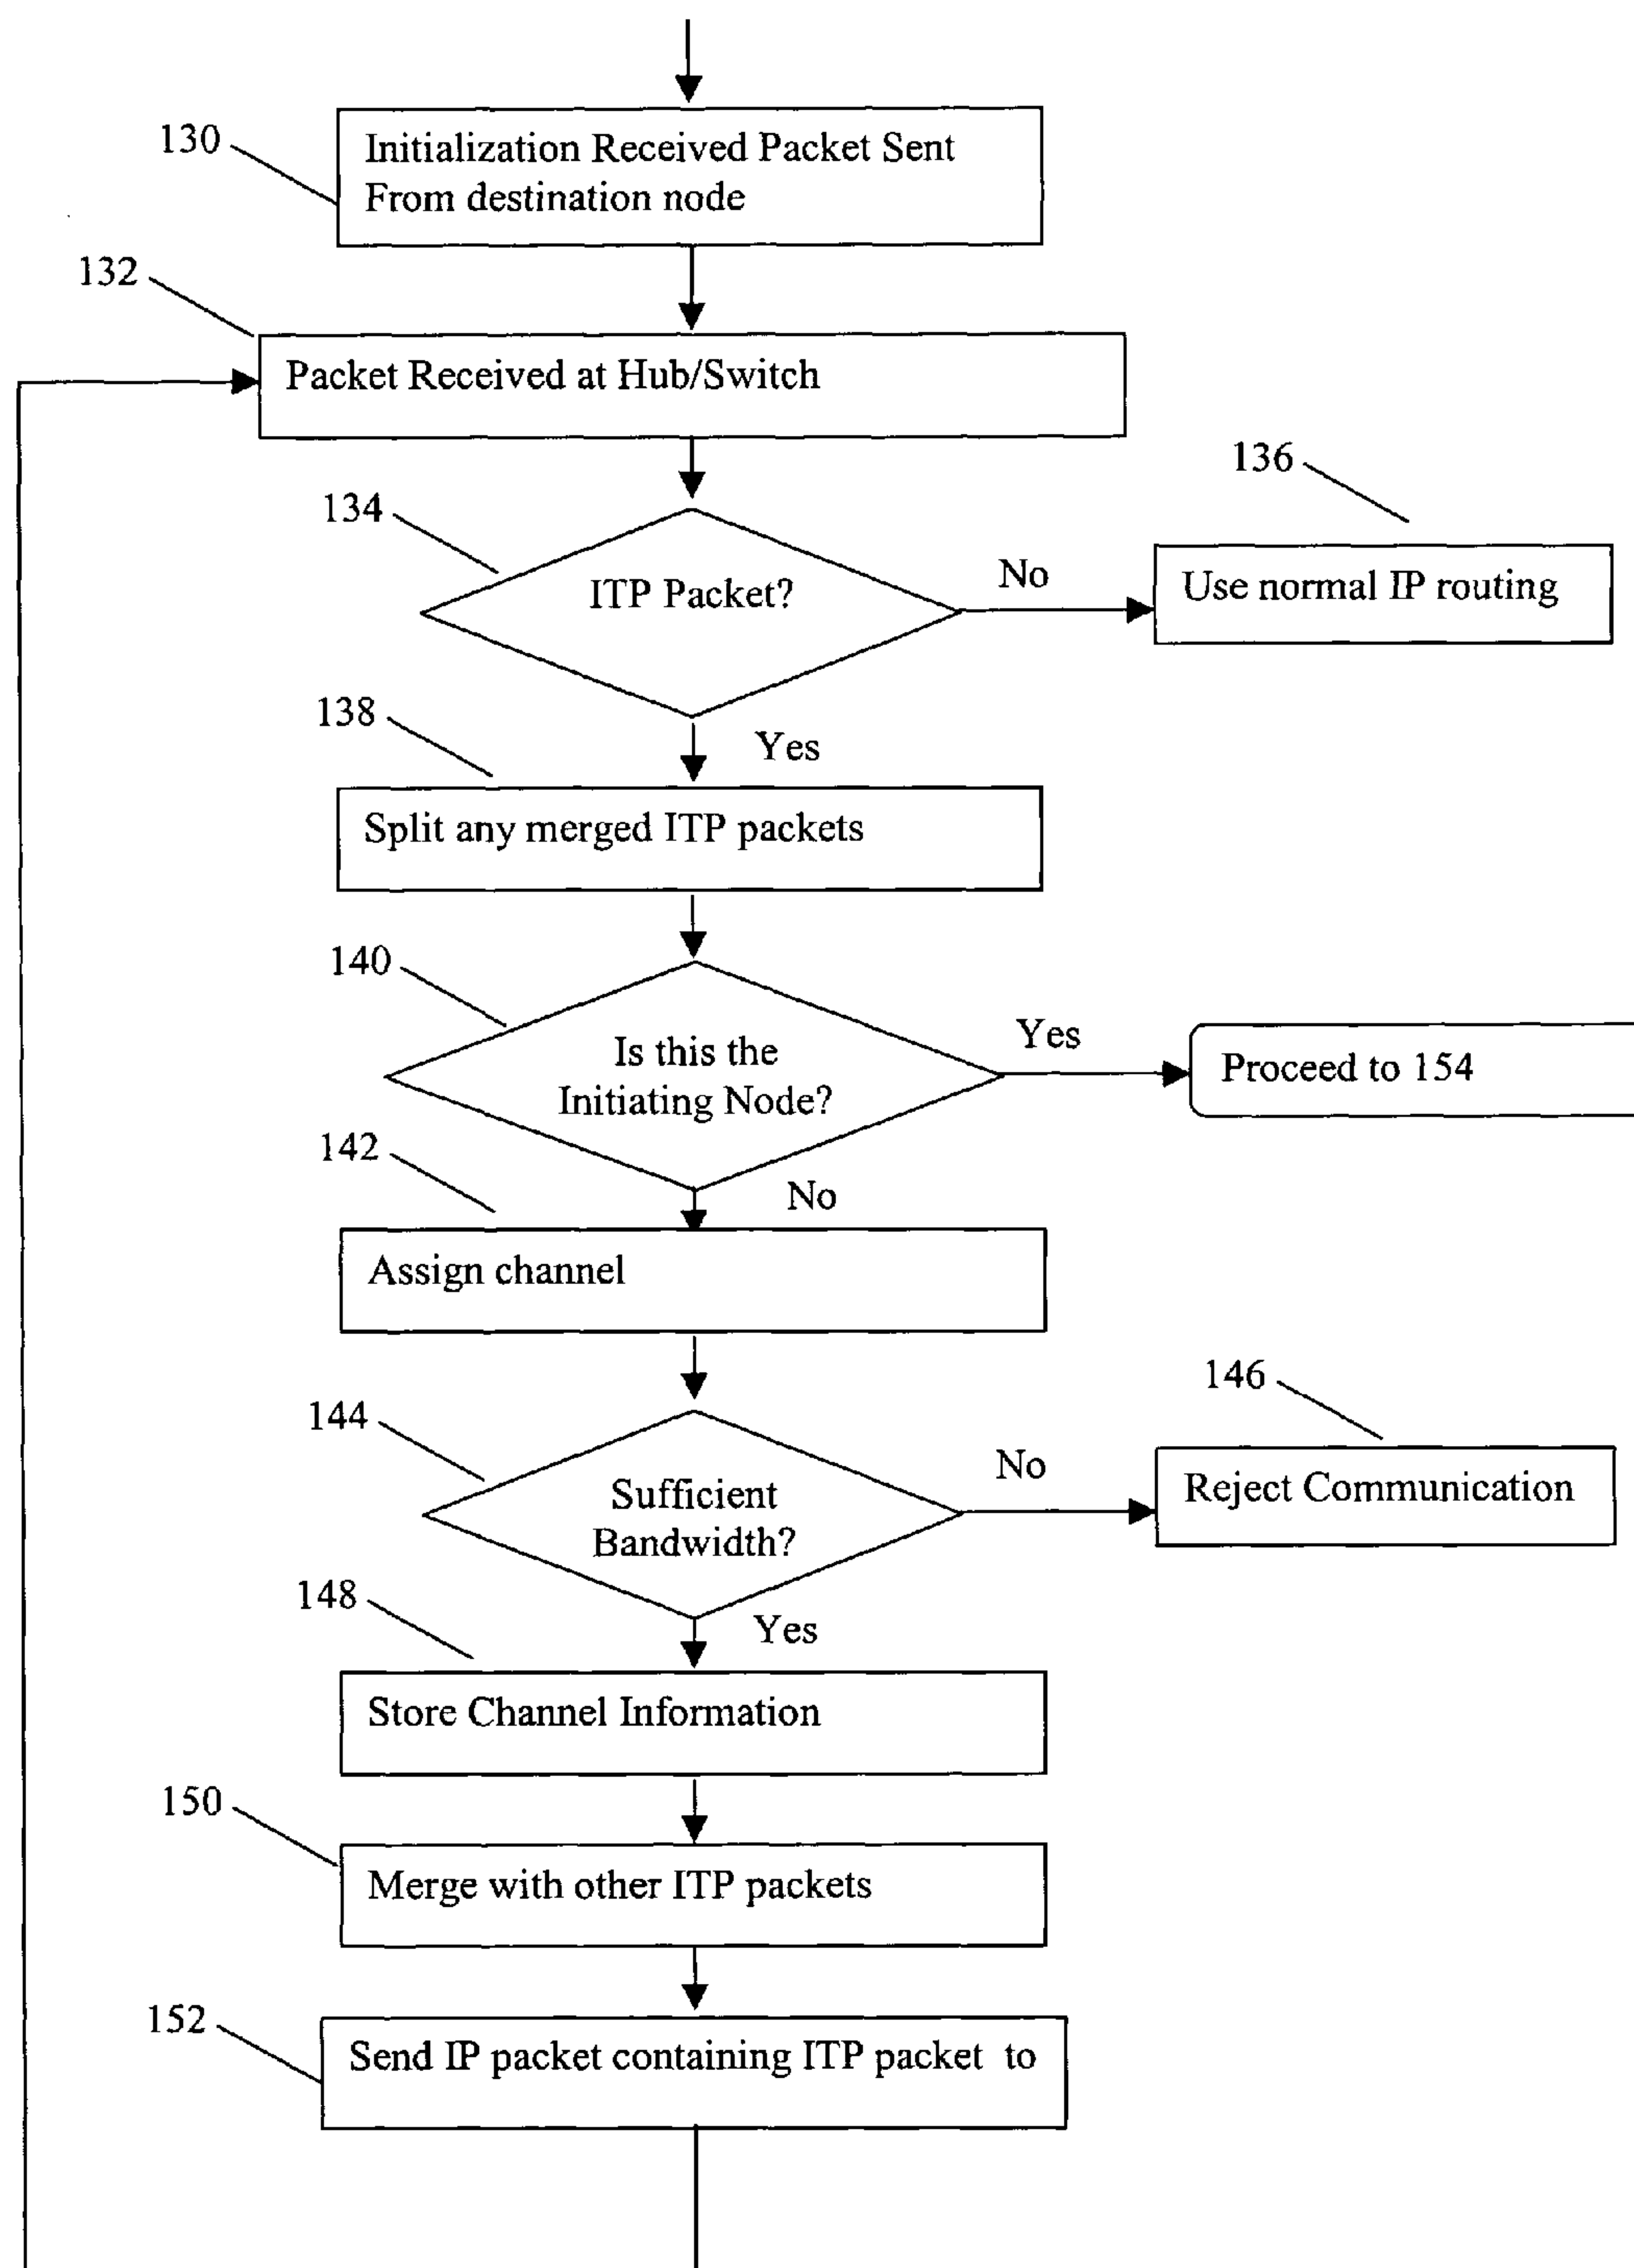 130
Initialization Received Packet Sent
From destination node
132
Packet Received at Hub/Switch
136
134
ITP Packet?
No
Use normal IP routing
138
Yes
Split any merged ITP packets
140
Is this the
Initiating Node?
Yes
Proceed to 154
142
No
Assign channel
146
144
Sufficient
Bandwidth?
No
Reject Communication
148
Yes
Store Channel Information
150
Merge with other ITP packets
152
Send IP packet containing ITP packet to